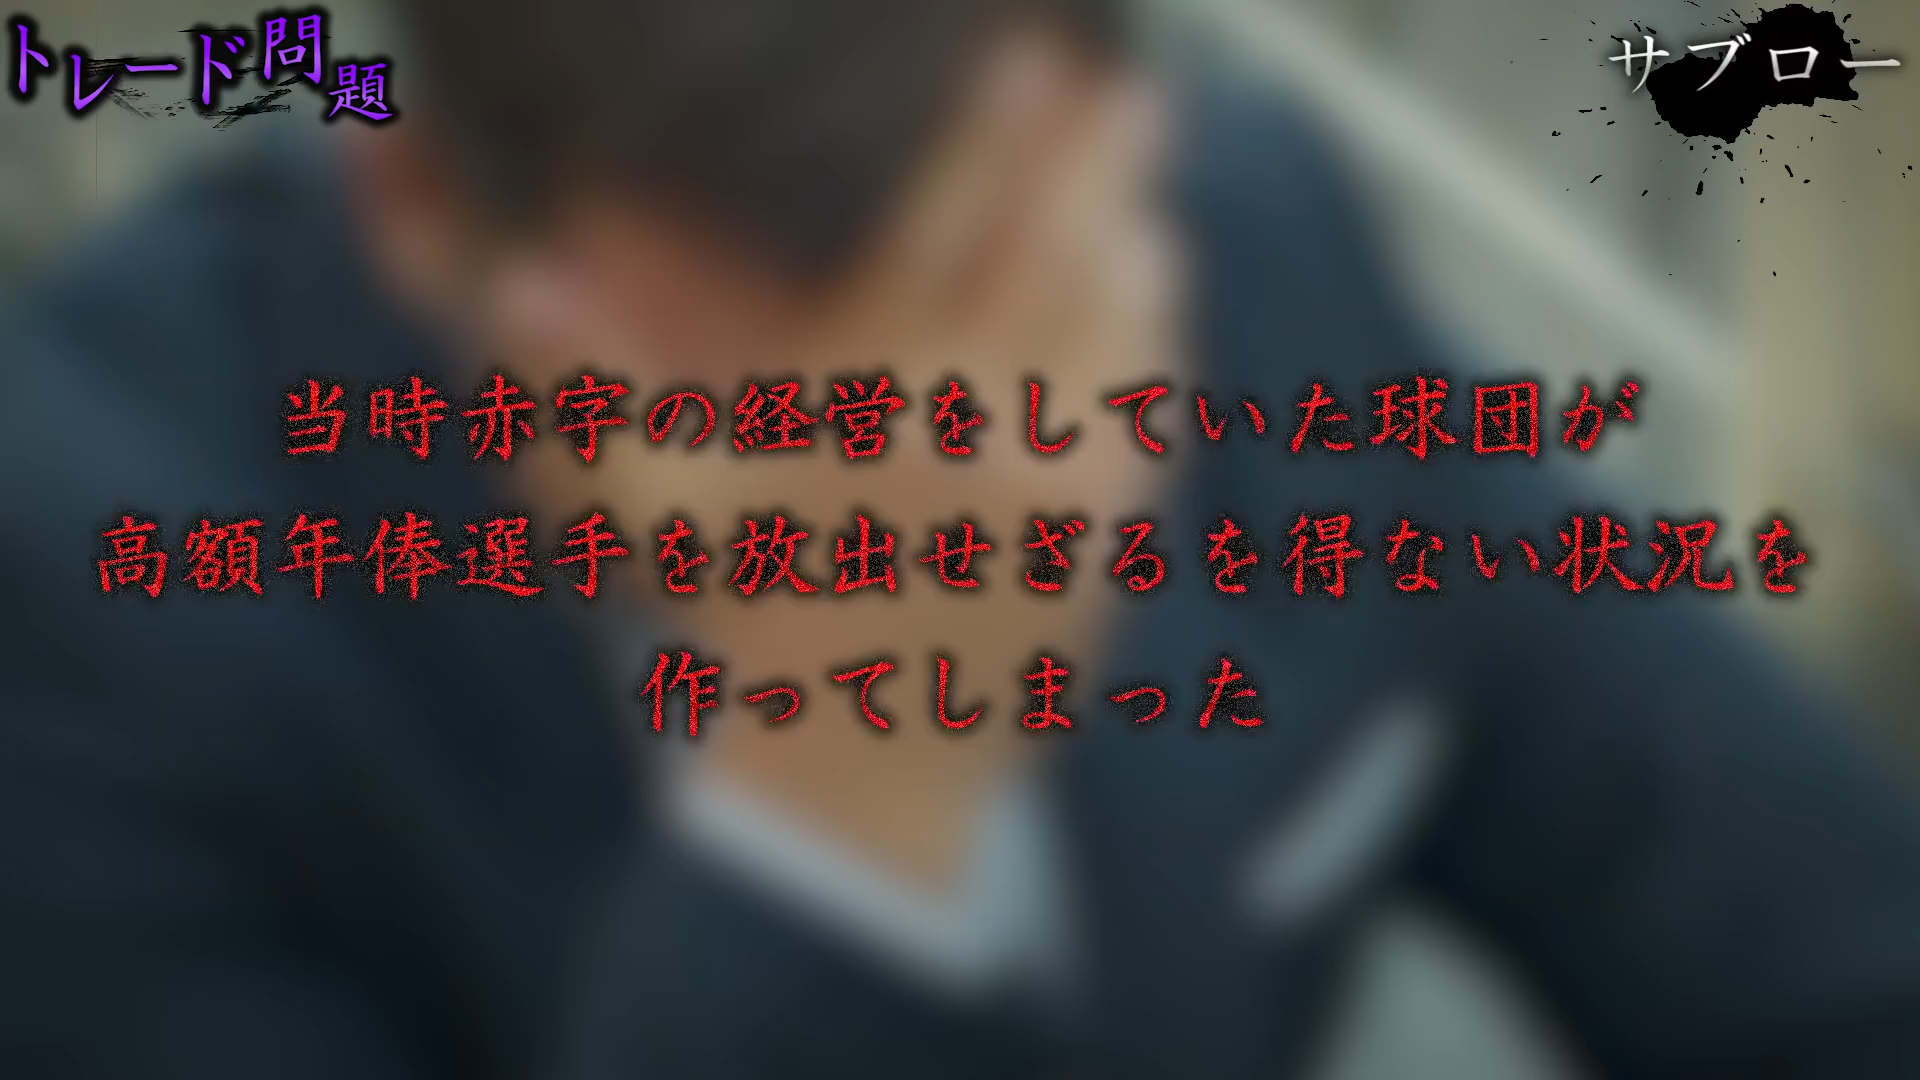 トレード問題
サブロー
当時赤字の経営をしていた球団が
高額年俸選手を放出せざるを得ない状況を
作ってしまった